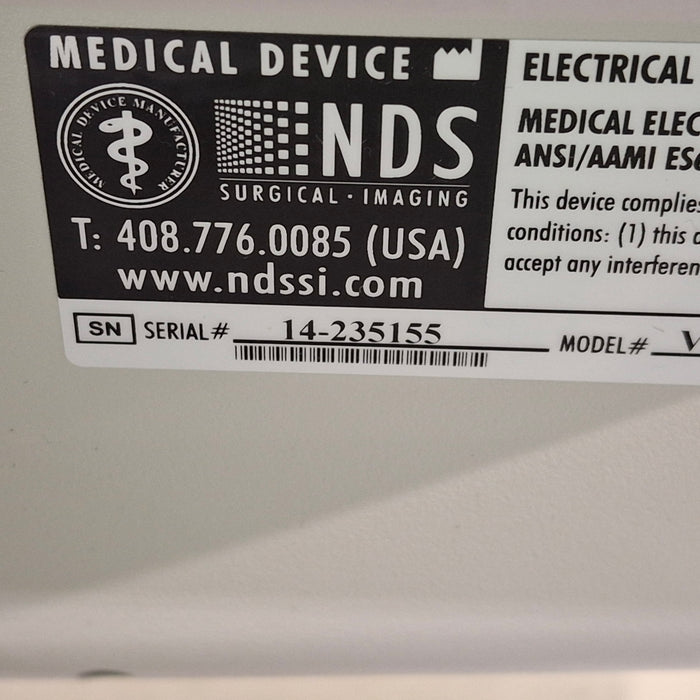 MEDICAL DEVICE
MEDICAL DEVICE MANUFACTURER
NDS
SURGICAL · IMAGING
T: 408.776.0085 (USA)
www.ndssi.com
ELECTRICAL
MEDICAL ELEC
ANSI/AAMI ES
This device complies
conditions: (1) this
accept any interferen
SN SERIAL# 14-235155
MODEL# V